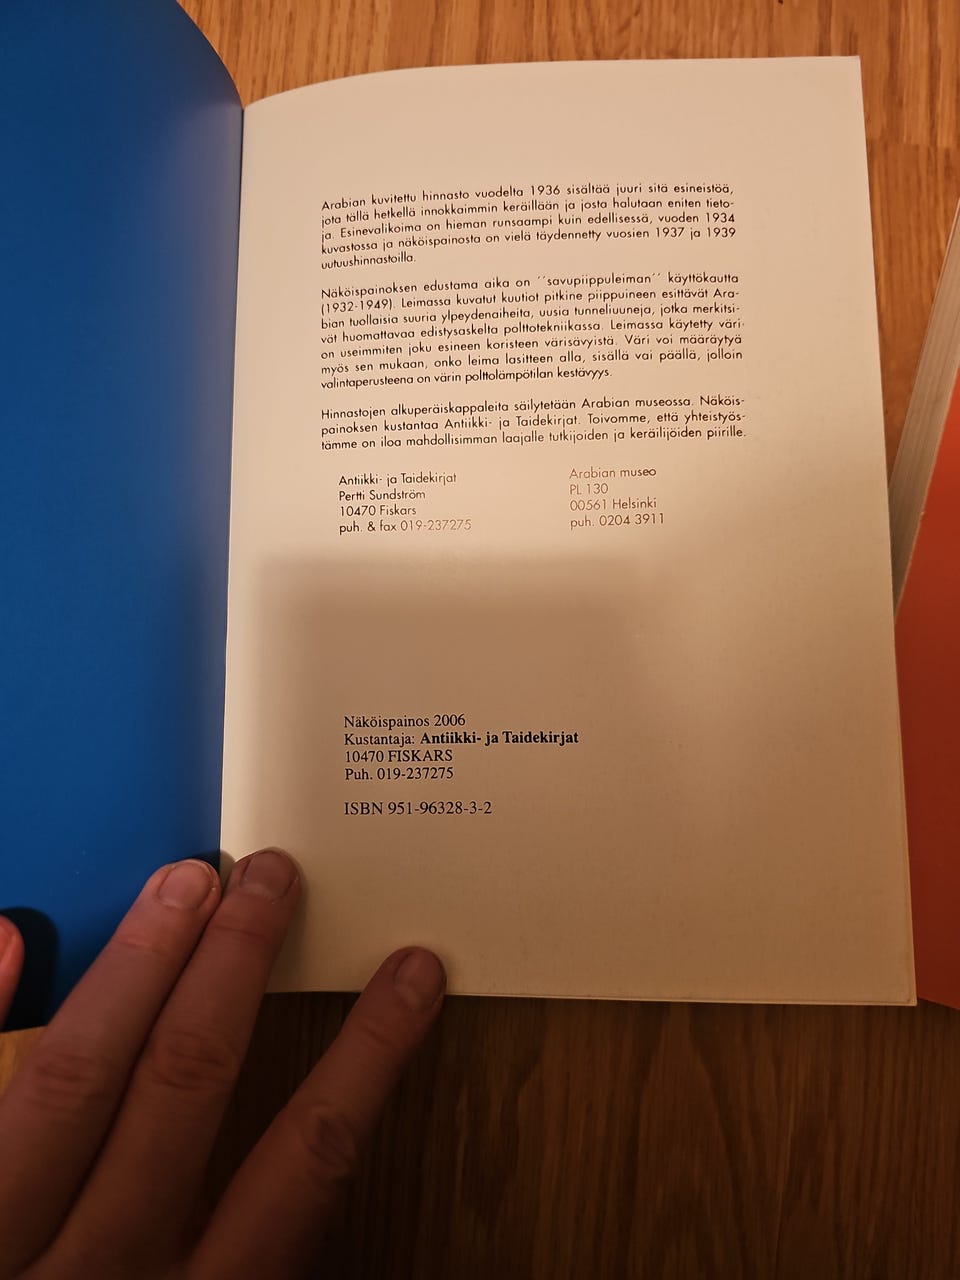 Arabian kuvitettu hinnasto vuodelta 1936 sisältää juuri sitä esineistöä,
jota tällä hetkellä innokkaimmin keräillään ja josta halutaan eniten tieto-
ja. Esinevalikoima on hieman runsaampi kuin edellisessä, vuoden 1934
kuvastossa ja näköispainosta on vielä täydennetty vuosien 1937 ja 1939
uutuushinnastoilla.
Näköispainoksen edustama aika on ´´savupiippuleiman´´ käyttökautta
(1932-1949). Leimassa kuvatut kuutiot pitkine piippuineen esittävät Ara-
bian tuollaisia suuria ylpeydenaiheita, uusia tunneliuuneja, jotka merkitsi-
vät huomattavaa edistysaskelta polttotekniikassa. Leimassa käytetty väri
on useimmiten joku esineen koristeen värisävyistä. Väri voi määräytyä
myös sen mukaan, onko leima lasitteen alla, sisällä vai päällä, jolloin
valintaperusteena on värin polttolämpötilan kestävyys.
Hinnastojen alkuperäiskappaleita säilytetään Arabian museossa. Näköis-
painoksen kustantaa Antiikki- ja Taidekirjat. Toivomme, että yhteistyös-
tämme on iloa mahdollisimman laajalle tutkijoiden ja keräilijöiden piirille.
Antiikki- ja Taidekirjat
Pertti Sundström
10470 Fiskars
puh. & fax 019-237275
Arabian museo
PL 130
00561 Helsinki
puh. 0204 3911
Näköispainos 2006
Kustantaja: Antiikki- ja Taidekirjat
10470 FISKARS
Puh. 019-237275
ISBN 951-96328-3-2